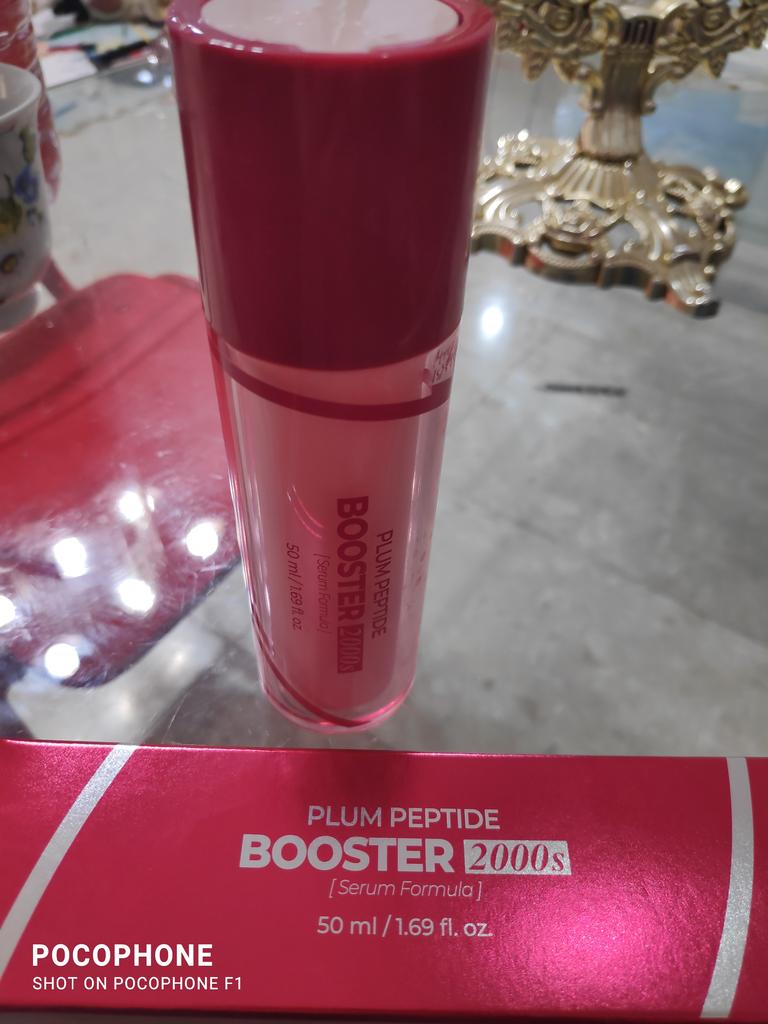 PLUM PEPTIDE
BOOSTER 2000s
[Serum Formula]
50 ml/1.69 fl. oz.
PLUM PEPTIDE
BOOSTER 2000s
[Serum Formula]
50 ml / 1.69 fl. oz.
POCOPHONE
SHOT ON POCOPHONE F1